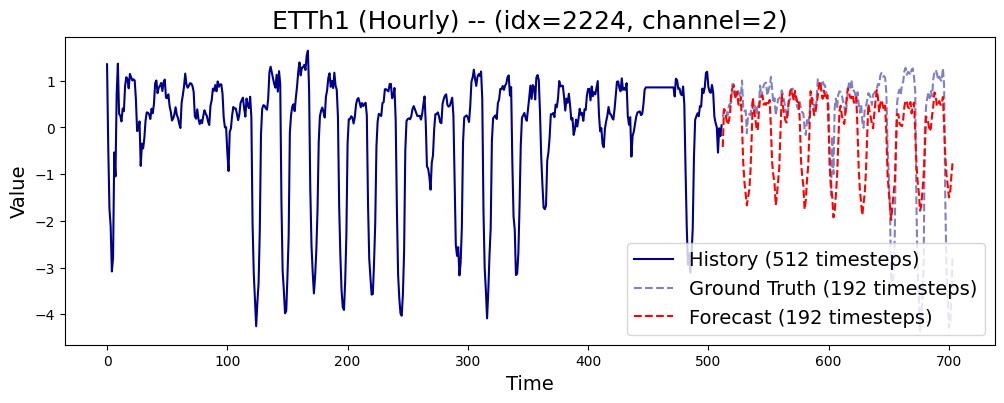 ETTh1 (Hourly) -- (idx=2224, channel=2)
Value
1
0
−1
−2
−3
−4
0 100 200 300 400 500 600 700
Time
History (512 timesteps)
Ground Truth (192 timesteps)
Forecast (192 timesteps)